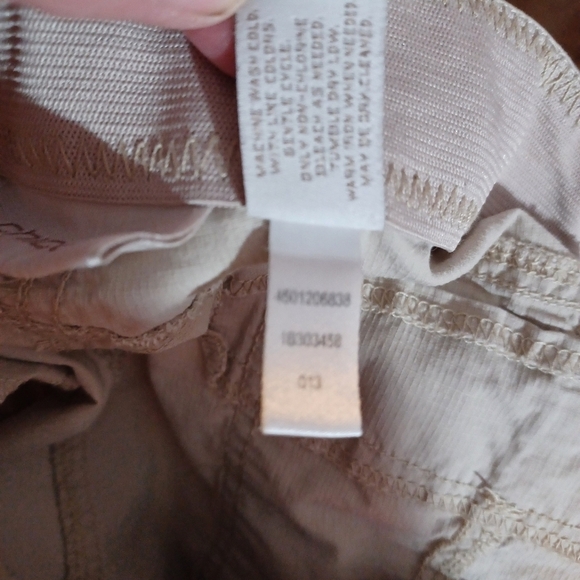 MACHINE WASH COLD.
WITH LIKE COLORS.
GENTLE CYCLE.
ONLY NON-CHLORINE
BLEACH AS NEEDED.
TUMBLE DRY LOW.
WARM IRON WHEN NEEDED
MAY BE DRY CLEANED.
4501206838
1B303458
013